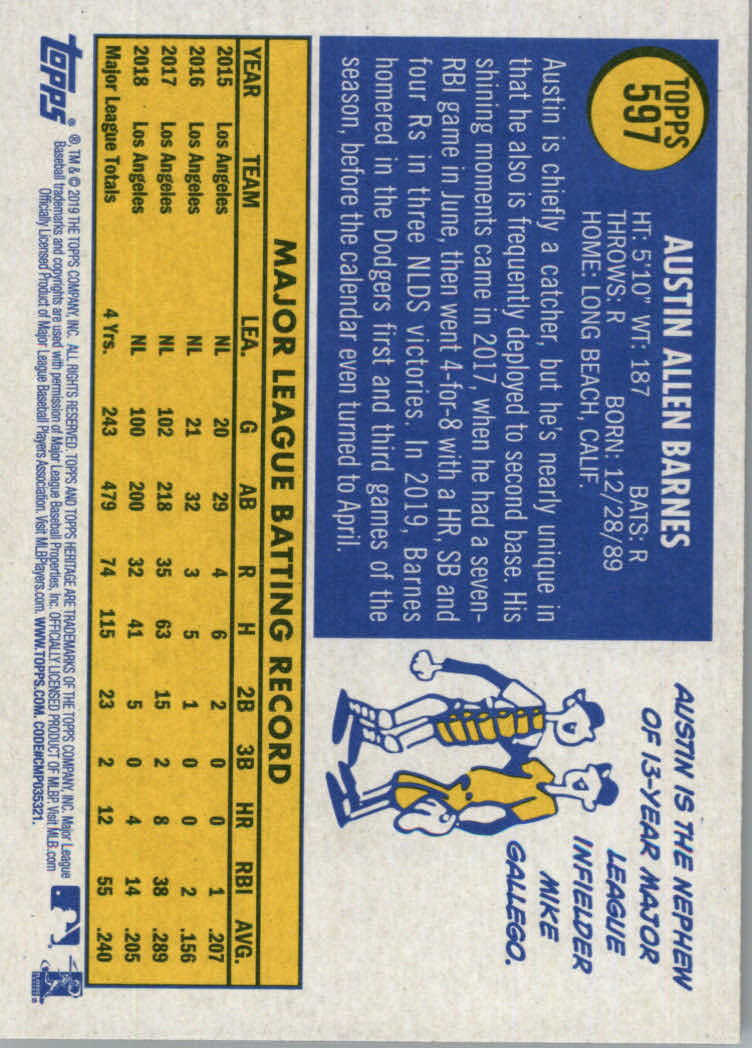 TOPPS
597
AUSTIN ALLEN BARNES
HT: 5'10" WT: 187 BATS: R
THROWS: R BORN: 12/28/89
HOME: LONG BEACH, CALIF.
Austin is chiefly a catcher, but he's nearly unique in
that he also is frequently deployed to second base. His
shining moments came in 2017, when he had a seven-
RBI game in June, then went 4-for-8 with a HR, SB and
four Rs in three NLDS victories. In 2019, Barnes
homered in the Dodgers first and third games of the
season, before the calendar even turned to April.
AUSTIN IS THE NEPHEW
OF 13-YEAR MAJOR
LEAGUE
INFIELDER
MIKE
GALLEGO.
MAJOR LEAGUE BATTING RECORD
YEAR TEAM LEA. G AB R H 2B 3B HR RBI AVG.
2015 Los Angeles NL 20 29 4 6 2 0 0 1 .207
2016 Los Angeles NL 21 32 3 5 1 0 0 2 .156
2017 Los Angeles NL 102 218 35 63 15 2 8 38 .289
2018 Los Angeles NL 100 200 32 41 5 0 4 14 .205
Major League Totals 4 Yrs. 243 479 74 115 23 2 12 55 .240
topps
®, TM & © 2019 THE TOPPS COMPANY, INC. ALL RIGHTS RESERVED. TOPPS AND TOPPS HERITAGE ARE TRADEMARKS OF THE TOPPS COMPANY, INC. Major League
Baseball trademarks and copyrights are used with permission of Major League Baseball Properties, Inc. OFFICIALLY LICENSED PRODUCT OF MLBP. Visit MLB.com
Officially Licensed Product of Major League Baseball Players Association. Visit MLBPlayers.com. WWW.TOPPS.COM. CODE#CMP035321.